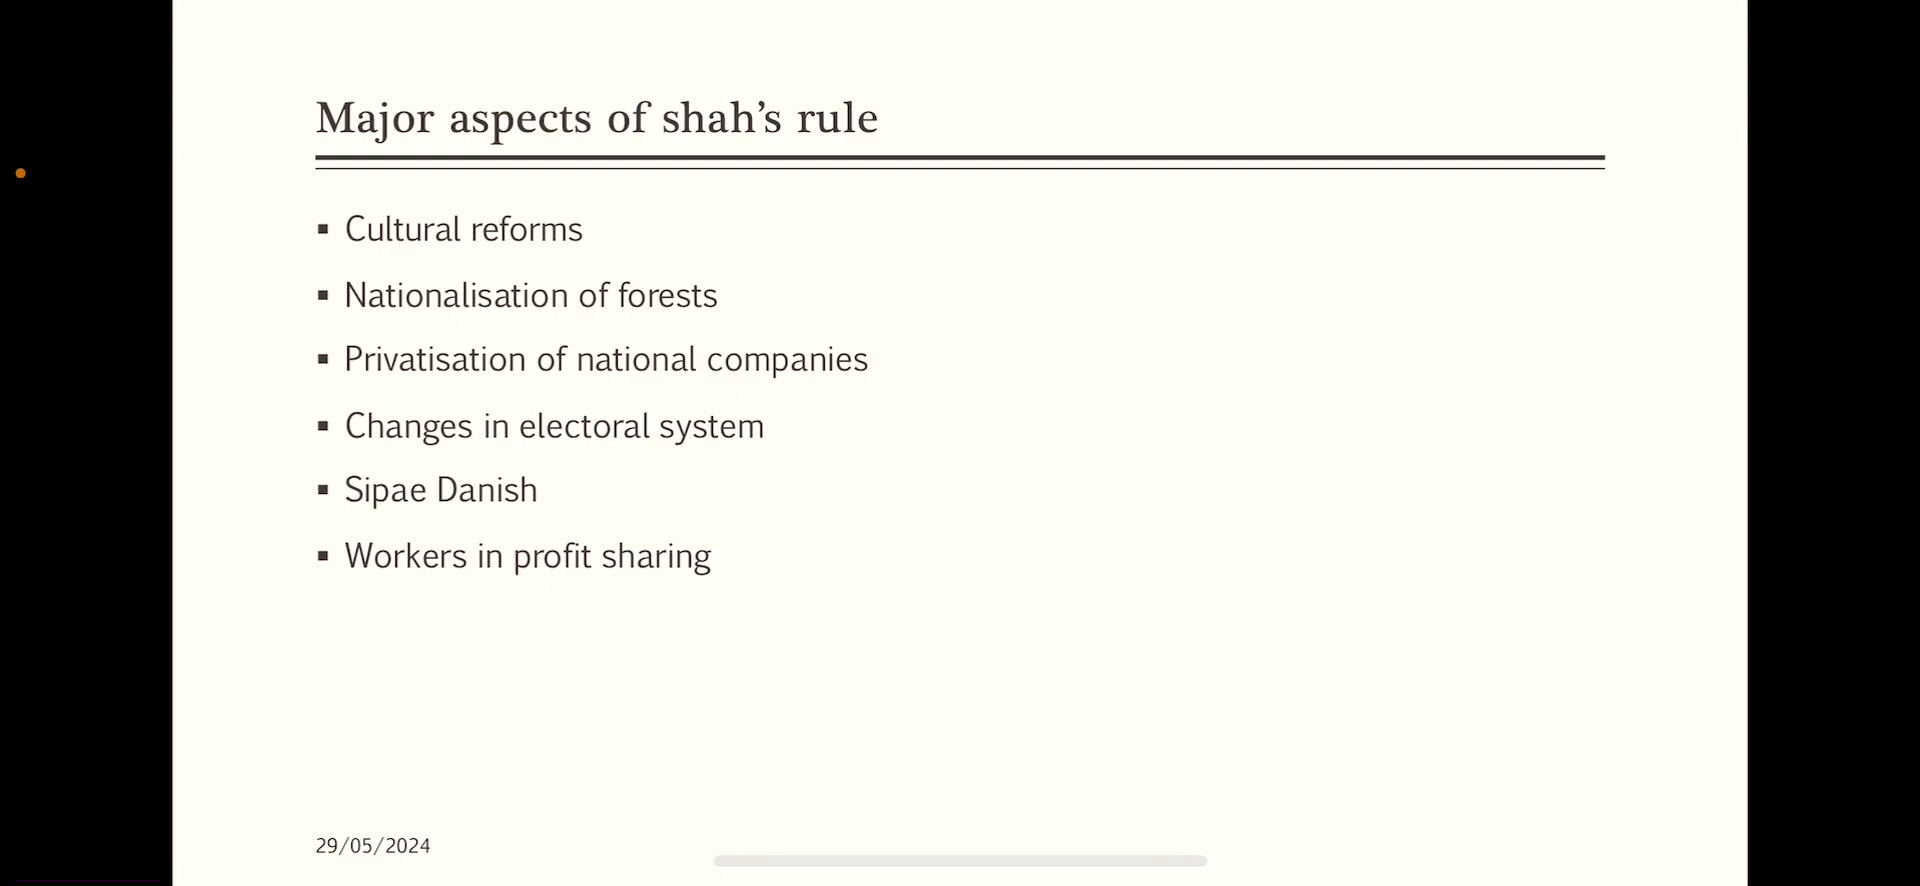 Major aspects of shah’s rule
▪ Cultural reforms
▪ Nationalisation of forests
▪ Privatisation of national companies
▪ Changes in electoral system
▪ Sipae Danish
▪ Workers in profit sharing
29/05/2024